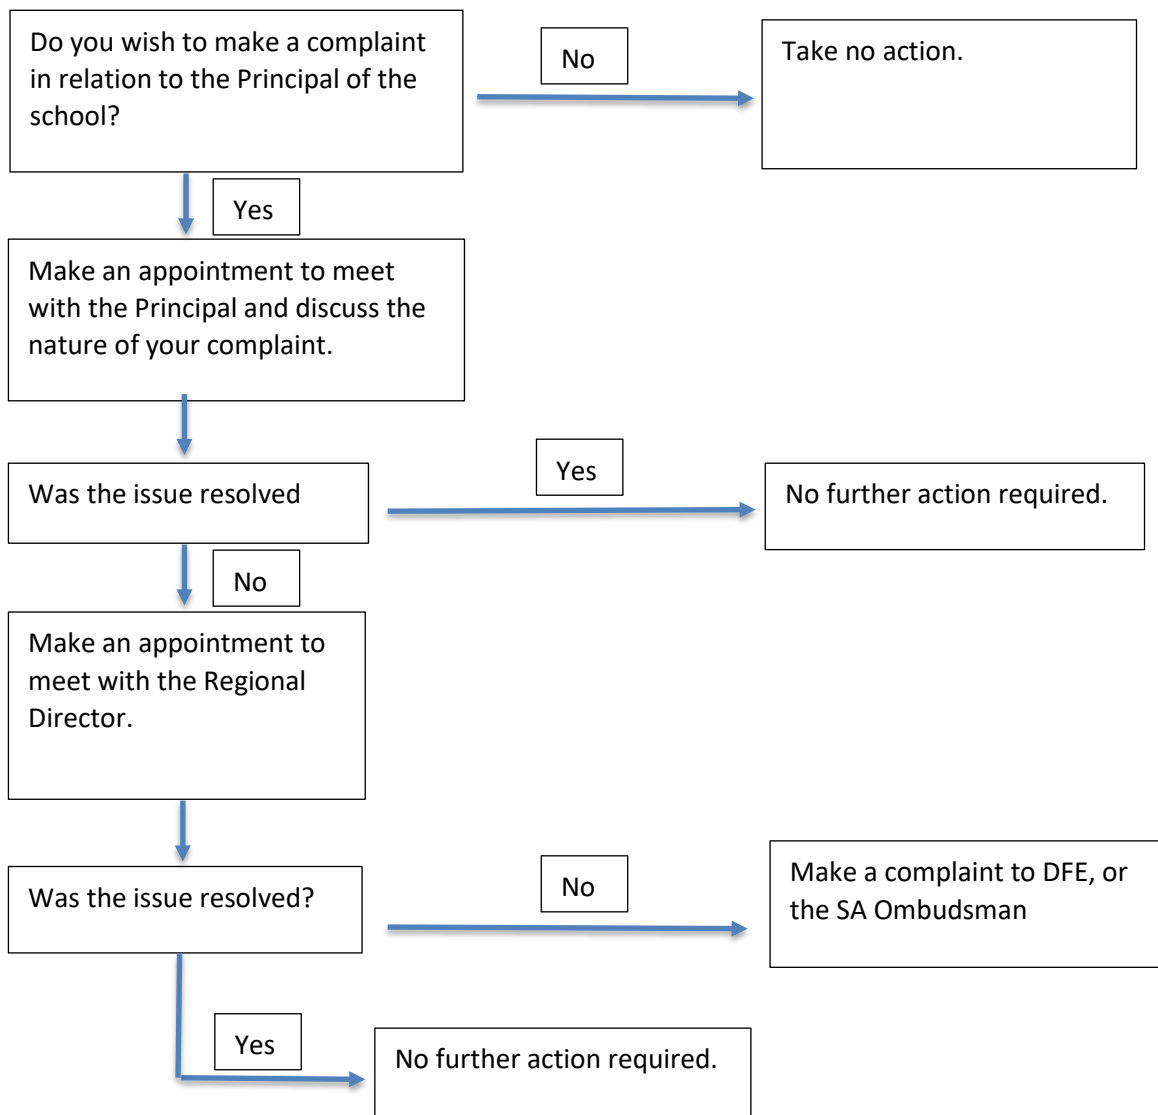 Do you wish to make a complaint
in relation to the Principal of the
school?
No
Take no action.
Yes
Make an appointment to meet
with the Principal and discuss the
nature of your complaint.
Was the issue resolved
Yes
No further action required.
No
Make an appointment to
meet with the Regional
Director.
Was the issue resolved?
No
Make a complaint to DFE, or
the SA Ombudsman
Yes
No further action required.